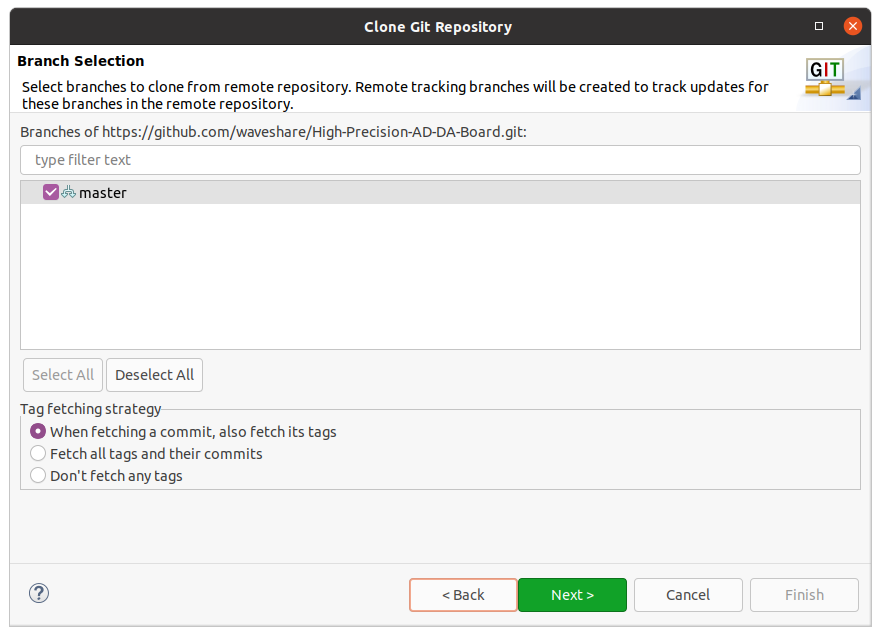 Clone Git Repository
Branch Selection
GIT
Select branches to clone from remote repository. Remote tracking branches will be created to track updates for
these branches in the remote repository.
Branches of https://github.com/waveshare/High-Precision-AD-DA-Board.git:
type filter text
master
Select All
Deselect All
Tag fetching strategy
When fetching a commit, also fetch its tags
Fetch all tags and their commits
Don't fetch any tags
?
< Back
Next >
Cancel
Finish